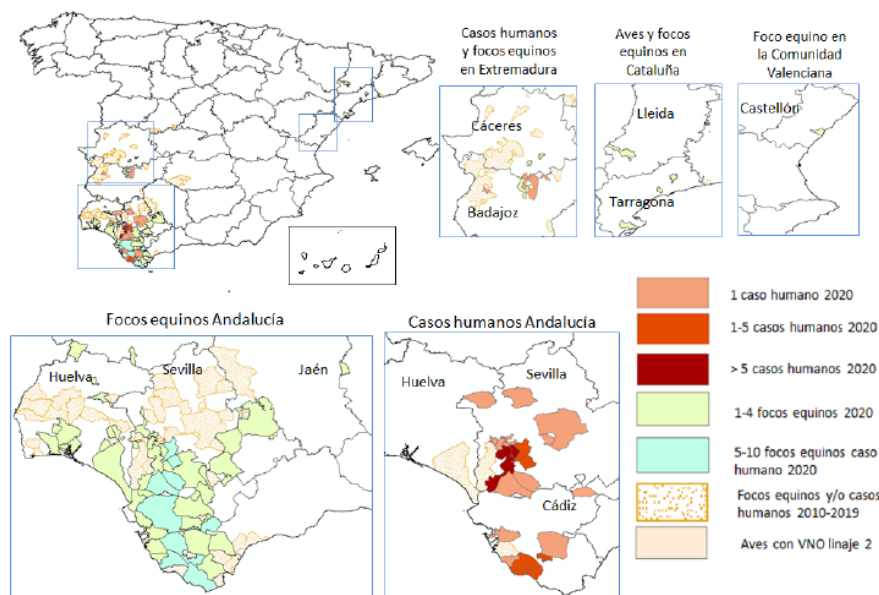 Casos humanos
y focos equinos
en Extremadura
Aves y focos
equinos en
Cataluña
Foco equino en
la Comunidad
Valenciana
Cáceres
Badajoz
Lleida
Tarragona
Castellón
Focos equinos Andalucía
Huelva
Sevilla
Jaén
Casos humanos Andalucía
Huelva
Sevilla
Cádiz
1 caso humano 2020
1-5 casos humanos 2020
> 5 casos humanos 2020
1-4 focos equinos 2020
5-10 focos equinos caso
humano 2020
Focos equinos y/o casos
humanos 2010-2019
Aves con VNO linaje 2